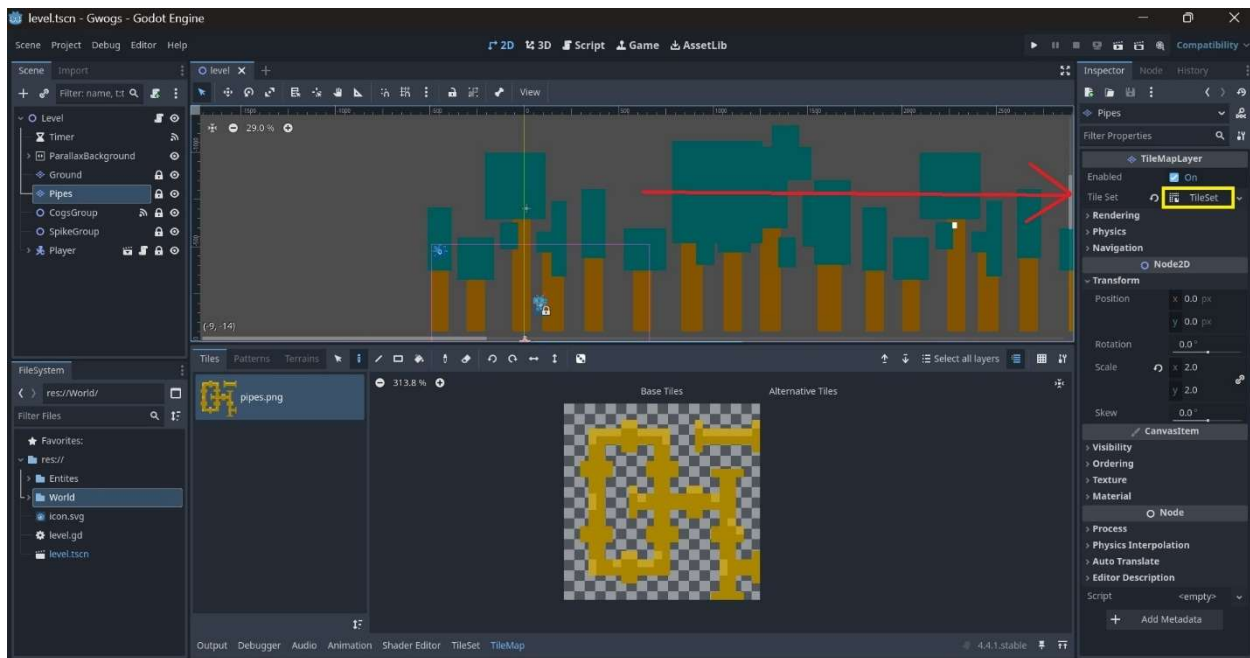 level.tscn - Gwogs - Godot Engine
Scene Project Debug Editor Help
2D 3D Script Game AssetLib
Compatibility
Scene Import
Filter: name, t:t
Level
Timer
ParallaxBackground
Ground
Pipes
CogsGroup
SpikeGroup
Player
FileSystem
res://World/
Filter Files
Favorites:
res://
Entites
World
icon.svg
level.gd
level.tscn
level
View
29.0 %
-500
500
1000
1500
2000
2500
(-9, -14)
Tiles Patterns Terrains
Select all layers
pipes.png
313.8 %
Base Tiles Alternative Tiles
Output Debugger Audio Animation Shader Editor TileSet TileMap
4.4.1.stable
Inspector Node History
Pipes
Filter Properties
TileMapLayer
Enabled On
Tile Set TileSet
Rendering
Physics
Navigation
Node2D
Transform
Position x 0.0 px
y 0.0 px
Rotation 0.0 °
Scale x 2.0
y 2.0
Skew 0.0 °
CanvasItem
Visibility
Ordering
Texture
Material
Node
Process
Physics Interpolation
Auto Translate
Editor Description
Script <empty>
Add Metadata